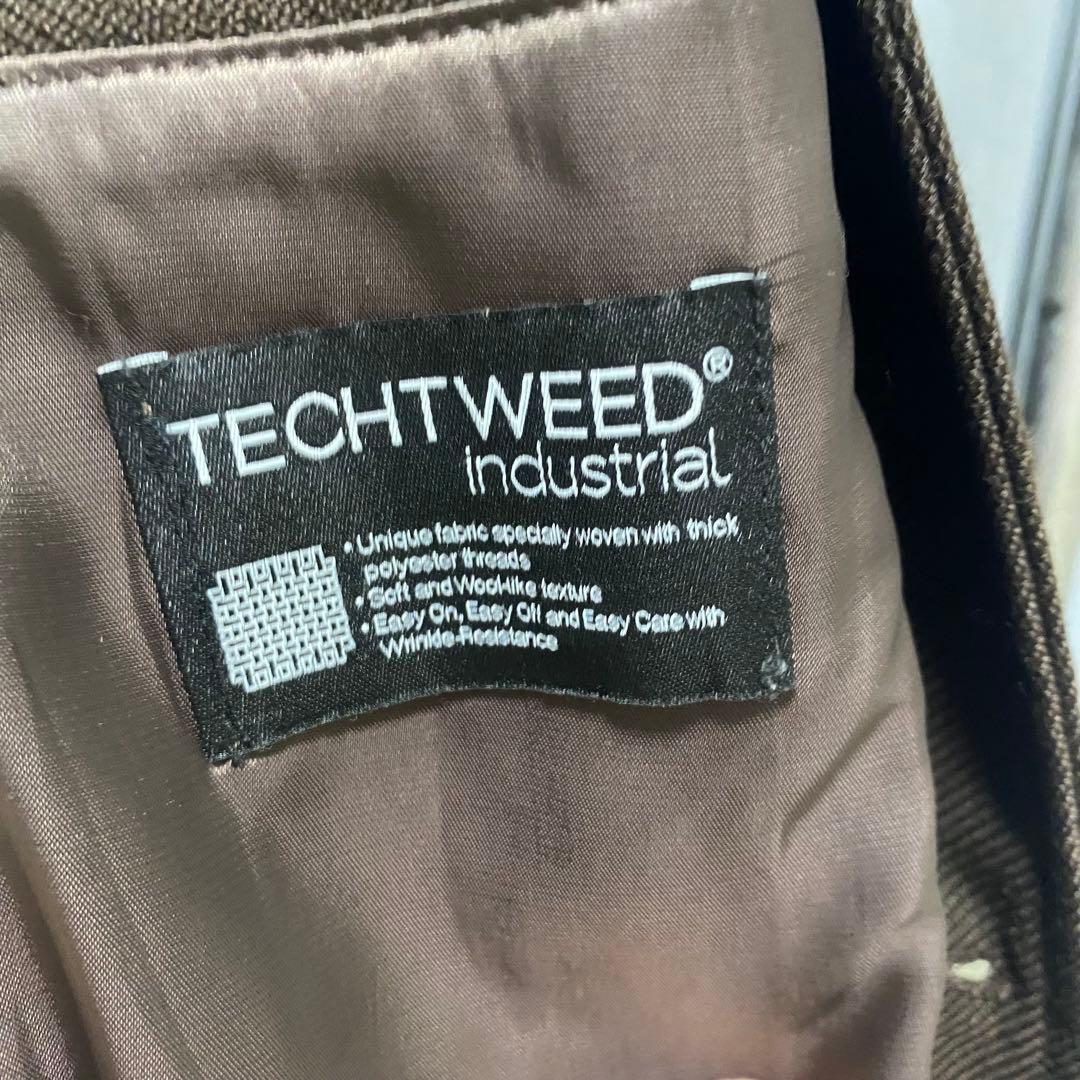 TECHTWEED®
industrial
• Unique fabric specially woven with thick
polyester threads
• Soft and Wool-like texture
• Easy On, Easy Off and Easy Care with
Wrinkle-Resistance